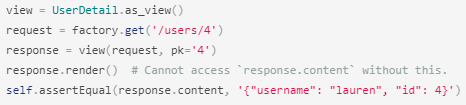 view = UserDetail.as_view()
request = factory.get('/users/4')
response = view(request, pk='4')
response.render()  # Cannot access `response.content` without this.
self.assertEqual(response.content, '{"username": "lauren", "id": 4}')